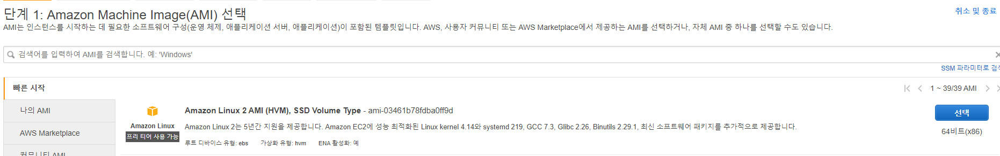 단계 1: Amazon Machine Image(AMI) 선택
취소 및 종료
AMI는 인스턴스를 시작하는 데 필요한 소프트웨어 구성(운영 체제, 애플리케이션 서버, 애플리케이션)이 포함된 템플릿입니다. AWS, 사용자 커뮤니티 또는 AWS Marketplace에서 제공하는 AMI를 선택하거나, 자체 AMI 중 하나를 선택할 수도 있습니다.
검색어를 입력하여 AMI를 검색합니다. 예: 'Windows'
SSM 파라미터로 검색
빠른 시작
1 ~ 39/39 AMI
나의 AMI
AWS Marketplace
커뮤니티 AMI
Amazon Linux
프리 티어 사용 가능
Amazon Linux 2 AMI (HVM), SSD Volume Type - ami-03461b78fdba0ff9d
Amazon Linux 2는 5년간 지원을 제공합니다. Amazon EC2에 성능 최적화된 Linux kernel 4.14와 systemd 219, GCC 7.3, Glibc 2.26, Binutils 2.29.1, 최신 소프트웨어 패키지를 추가적으로 제공합니다.
루트 디바이스 유형: ebs 가상화 유형: hvm ENA 활성화: 예
선택
64비트(x86)